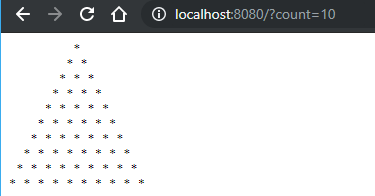 localhost:8080/?count=10
*
* *
* * *
* * * *
* * * * *
* * * * * *
* * * * * * *
* * * * * * * *
* * * * * * * * *
* * * * * * * * * *